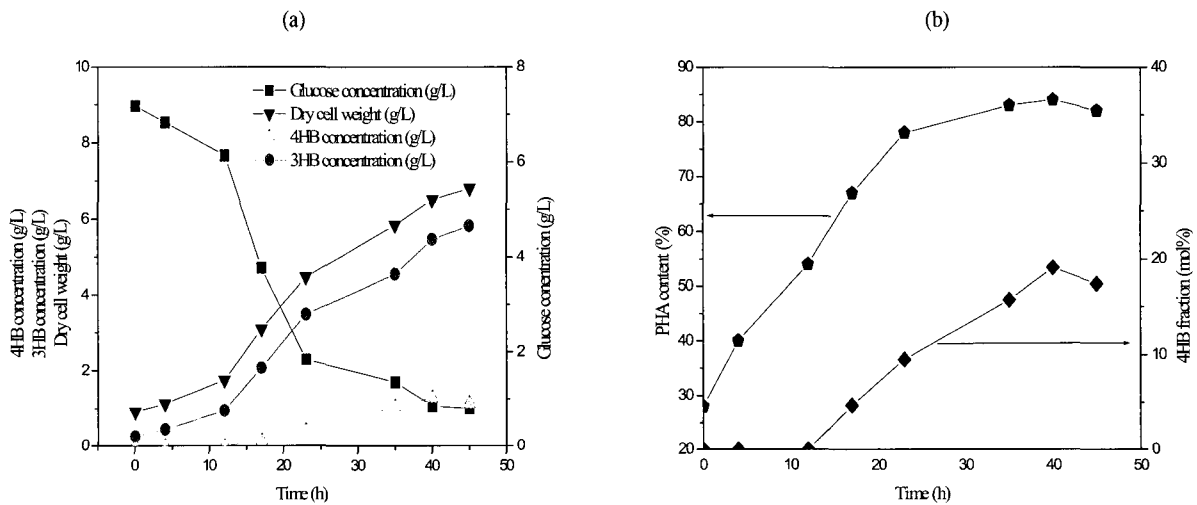 (a)
10
8
6
4
2
0
8
6
4
2
0
0
10
20
30
40
50
Glucose concentration (g/L)
Dry cell weight (g/L)
4HB concentration (g/L)
3HB concentration (g/L)
4HB concentration (g/L)
3HB concentration (g/L)
Dry cell weight (g/L)
Glucose concentration (g/L)
Time (h)
(b)
90
80
70
60
50
40
30
20
40
30
20
10
0
0
10
20
30
40
50
PHA content (%)
4HB fraction (mol%)
Time (h)